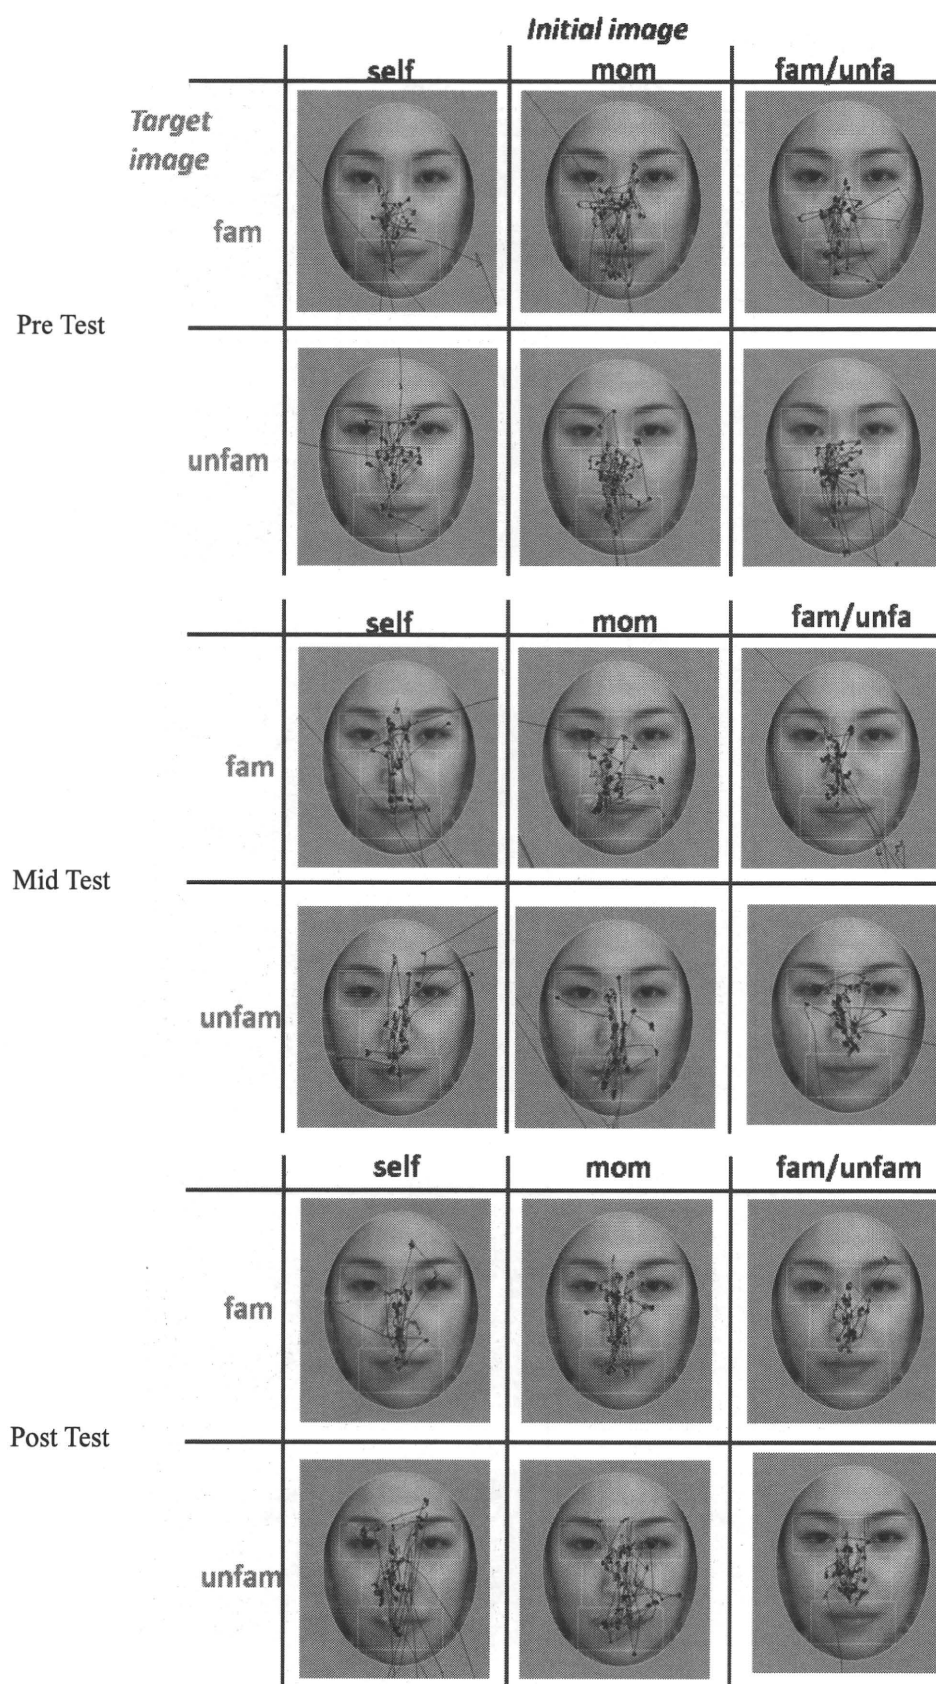 Initial image
self mom fam/unfa
Target
image
fam
Pre Test
unfam
self mom fam/unfa
fam
Mid Test
unfam
self mom fam/unfam
fam
Post Test
unfam